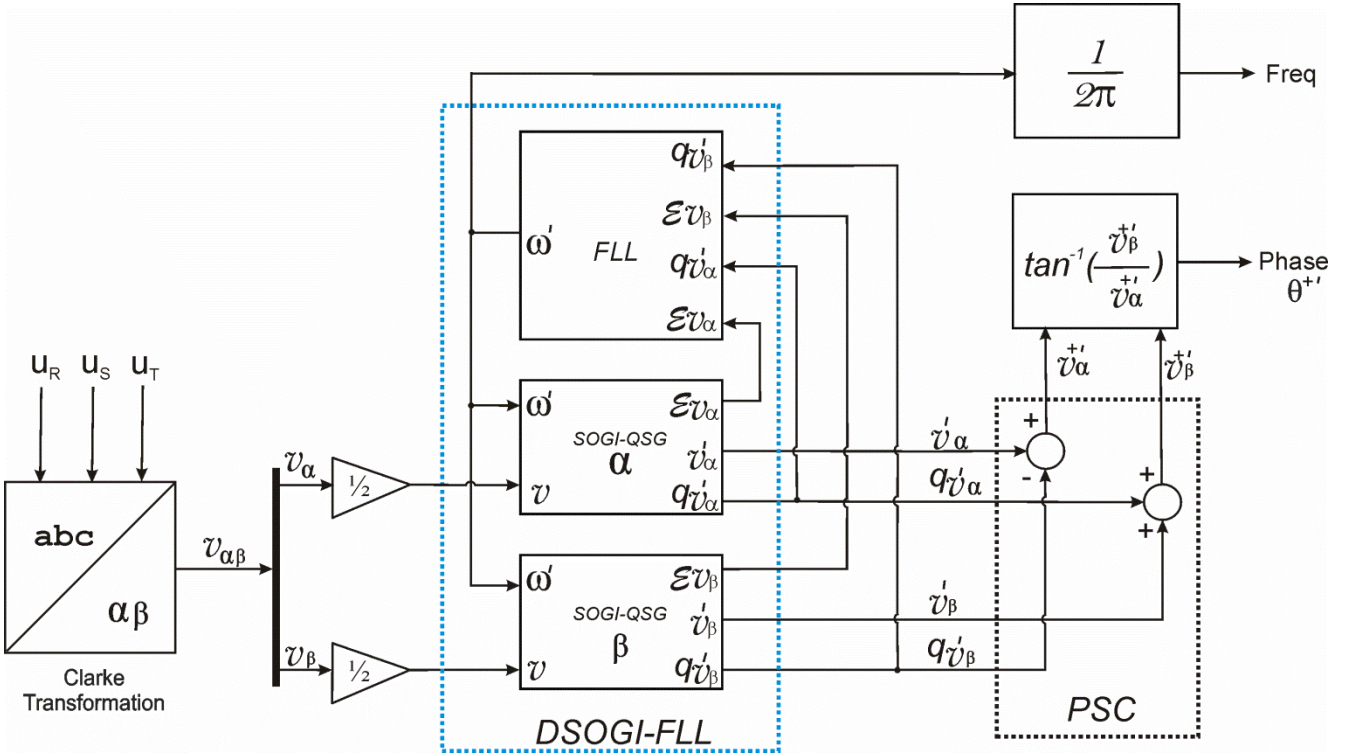 1
2π
Freq
qv'β
εvβ
ω'
FLL
qv'α
εvα
tan⁻¹(v⁺'β / v⁺'α)
Phase
θ⁺'
v⁺'α
v⁺'β
uR
uS
uT
ω'
εvα
SOGI-QSG
α
v'α
v
qv'α
vα
½
v'α
qv'α
+
-
+
+
abc
αβ
vαβ
ω'
εvβ
SOGI-QSG
β
v'β
v
qv'β
vβ
½
v'β
qv'β
Clarke
Transformation
DSOGI-FLL
PSC